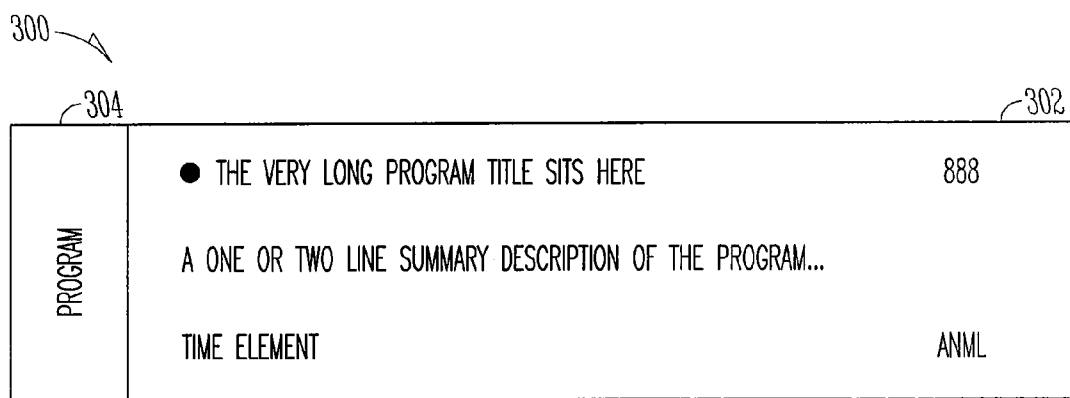 300
304
302
● THE VERY LONG PROGRAM TITLE SITS HERE 888
PROGRAM
A ONE OR TWO LINE SUMMARY DESCRIPTION OF THE PROGRAM...
TIME ELEMENT ANML